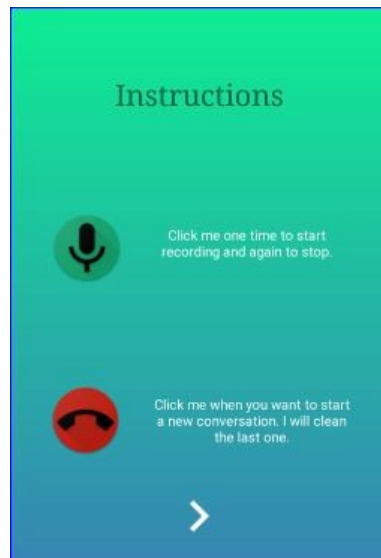 Instructions
Click me one time to start
recording and again to stop.
Click me when you want to start
a new conversation. I will clean
the last one.